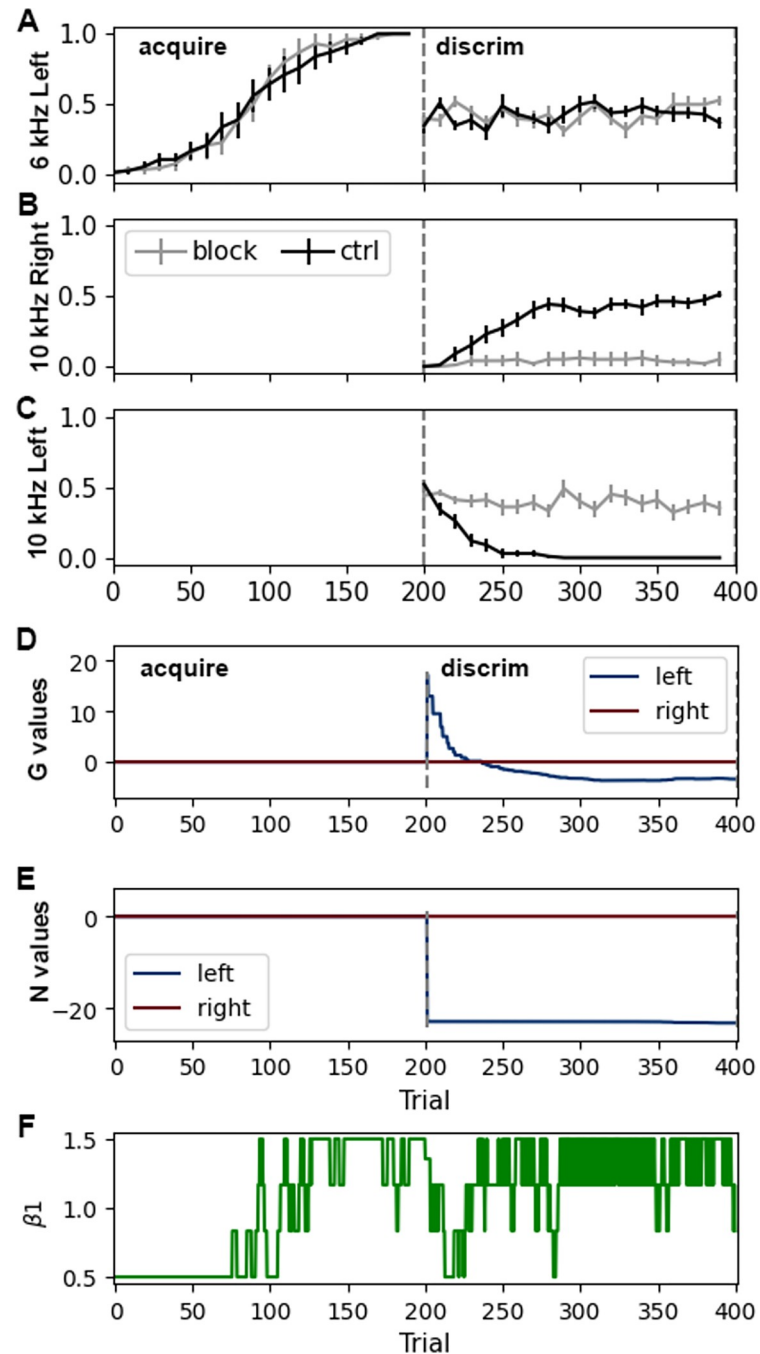 A
acquire
discrim
6 kHz Left
1.0
0.5
0.0
B
10 kHz Right
1.0
0.5
0.0
block
ctrl
C
10 kHz Left
1.0
0.5
0.0
0 50 100 150 200 250 300 350 400
D
acquire
discrim
G values
20
10
0
left
right
0 50 100 150 200 250 300 350 400
E
N values
0
−20
left
right
0 50 100 150 200 250 300 350 400
Trial
F
β1
1.5
1.0
0.5
0 50 100 150 200 250 300 350 400
Trial